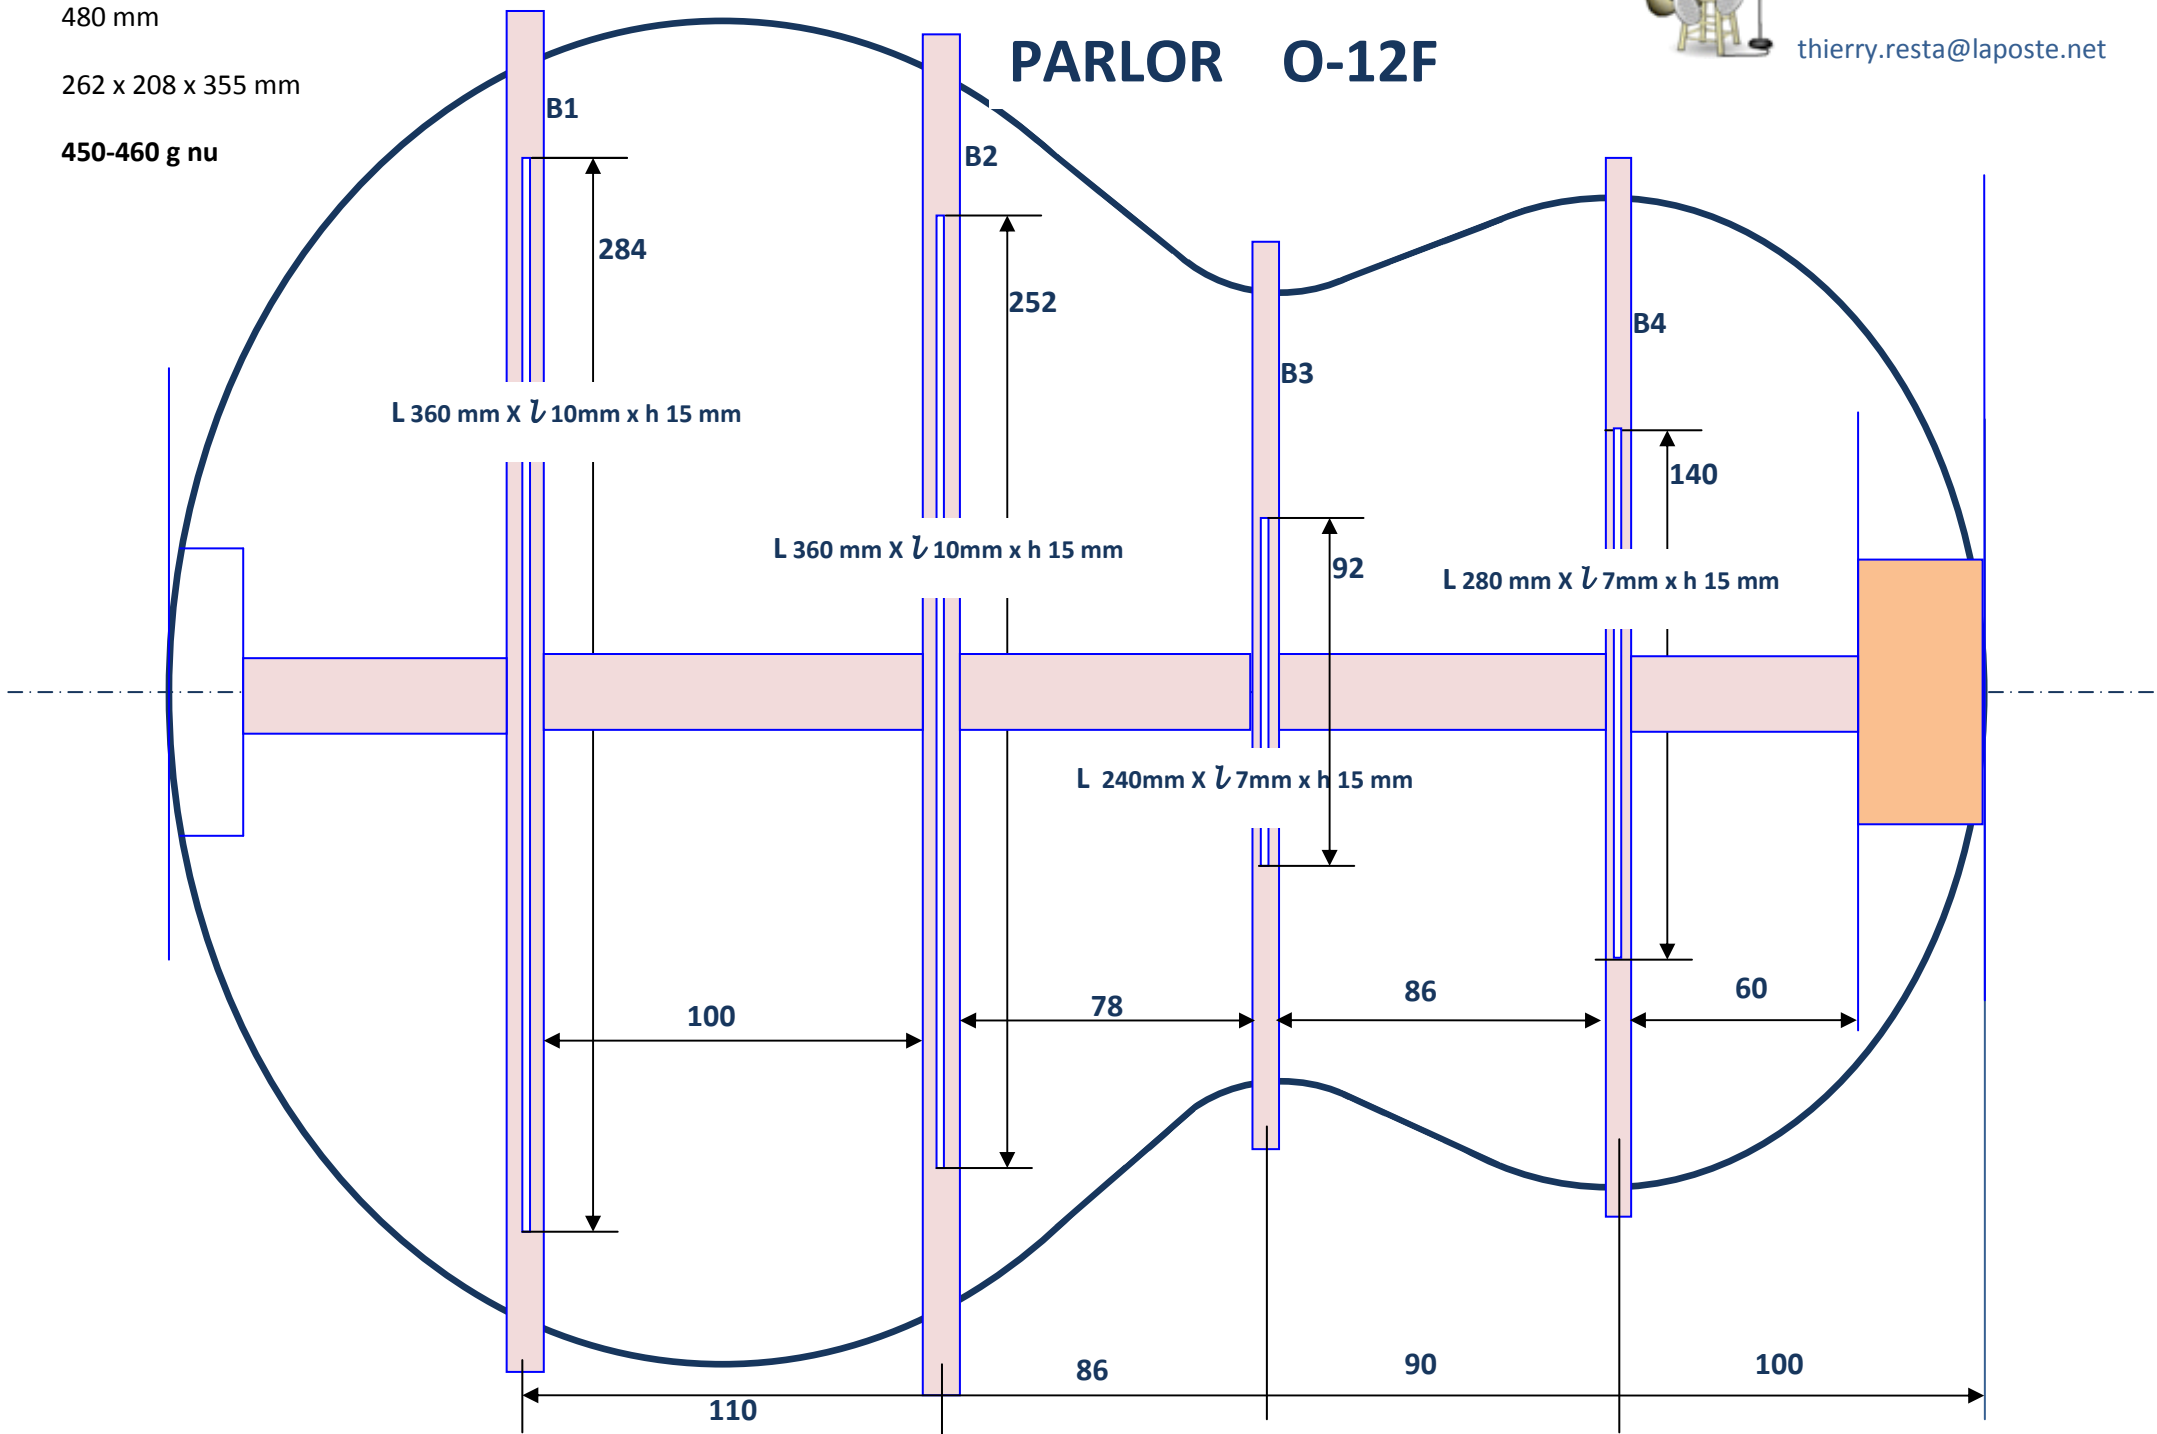 480 mm
262 x 208 x 355 mm
450-460 g nu
PARLOR O-12F
thierry.resta@laposte.net
B1
B2
284
252
B4
B3
L 360 mm X l 10mm x h 15 mm
140
L 360 mm X l 10mm x h 15 mm
92
L 280 mm X l 7mm x h 15 mm
L 240mm X l 7mm x h 15 mm
100
78
86
60
86
90
100
110